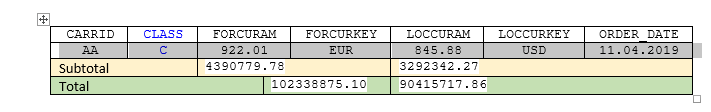 CARRID CLASS FORCURAM FORCURKEY LOCCURAM LOCCURKEY ORDER_DATE
AA C 922.01 EUR 845.88 USD 11.04.2019
Subtotal 4390779.78 3292342.27
Total 102338875.10 90415717.86